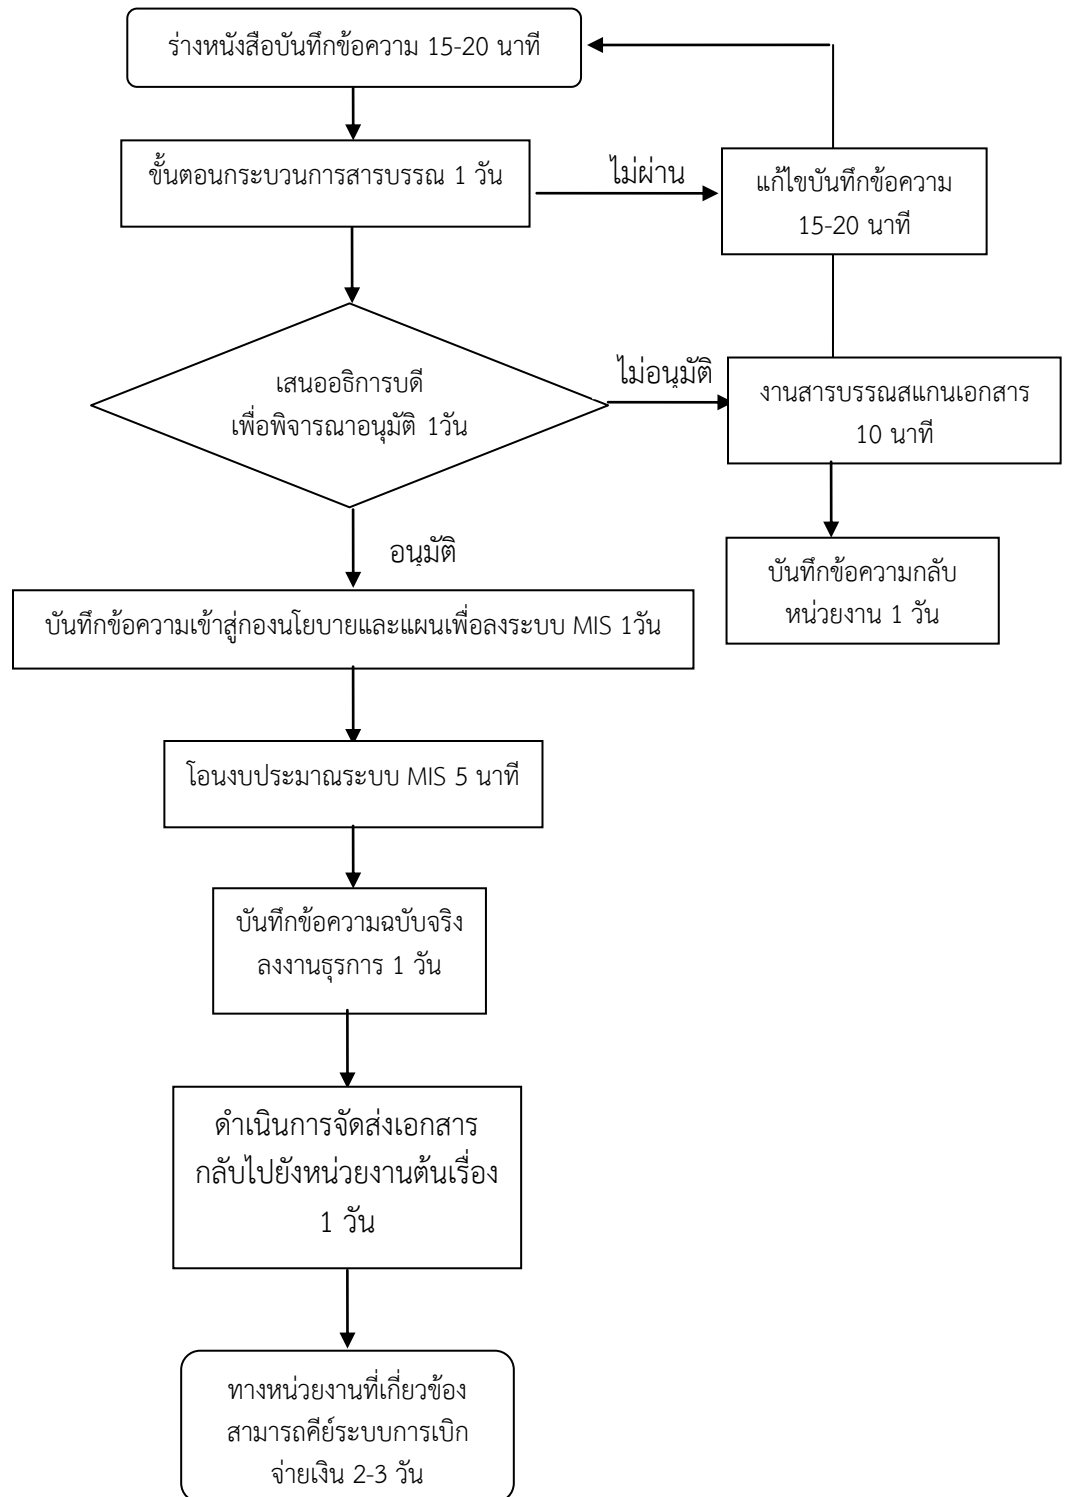 ร่างหนังสือบันทึกข้อความ 15-20 นาที
ขั้นตอนกระบวนการสารบรรณ 1 วัน
ไม่ผ่าน
แก้ไขบันทึกข้อความ
15-20 นาที
เสนออธิการบดี
เพื่อพิจารณาอนุมัติ 1วัน
ไม่อนุมัติ
งานสารบรรณสแกนเอกสาร
10 นาที
อนุมัติ
บันทึกข้อความกลับ
หน่วยงาน 1 วัน
บันทึกข้อความเข้าสู่กองนโยบายและแผนเพื่อลงระบบ MIS 1วัน
โอนงบประมาณระบบ MIS 5 นาที
บันทึกข้อความฉบับจริง
ลงงานธุรการ 1 วัน
ดำเนินการจัดส่งเอกสาร
กลับไปยังหน่วยงานต้นเรื่อง
1 วัน
ทางหน่วยงานที่เกี่ยวข้อง
สามารถคีย์ระบบการเบิก
จ่ายเงิน 2-3 วัน